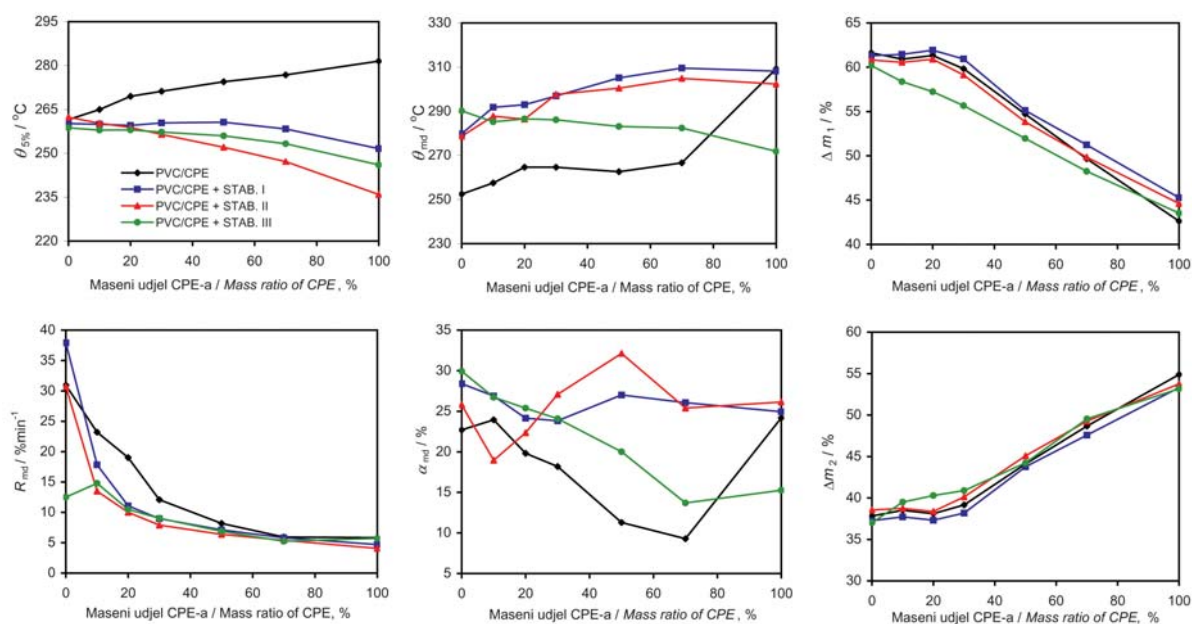 θ5% / °C
295
280
265
250
235
220
PVC/CPE
PVC/CPE + STAB. I
PVC/CPE + STAB. II
PVC/CPE + STAB. III
0 20 40 60 80 100
Maseni udjel CPE-a / Mass ratio of CPE, %
θmd / °C
330
310
290
270
250
230
0 20 40 60 80 100
Maseni udjel CPE-a / Mass ratio of CPE, %
Δ m1 / %
65
60
55
50
45
40
0 20 40 60 80 100
Maseni udjel CPE-a / Mass ratio of CPE, %
Rmd / %min-1
40
35
30
25
20
15
10
5
0
0 20 40 60 80 100
Maseni udjel CPE-a / Mass ratio of CPE, %
α md / %
35
30
25
20
15
10
5
0
0 20 40 60 80 100
Maseni udjel CPE-a / Mass ratio of CPE, %
Δm2 / %
60
55
50
45
40
35
30
0 20 40 60 80 100
Maseni udjel CPE-a / Mass ratio of CPE, %